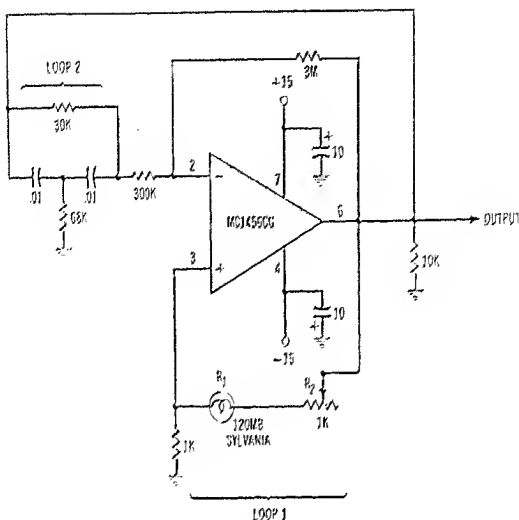 LOOP 2
30K
.01
.01
68K
300K
3M
+15
10
7
2
-
MC1456CG
6
OUTPUT
3
+
4
10
10K
-15
R1
R2
120MB
SYLVANIA
1K
1K
LOOP 1